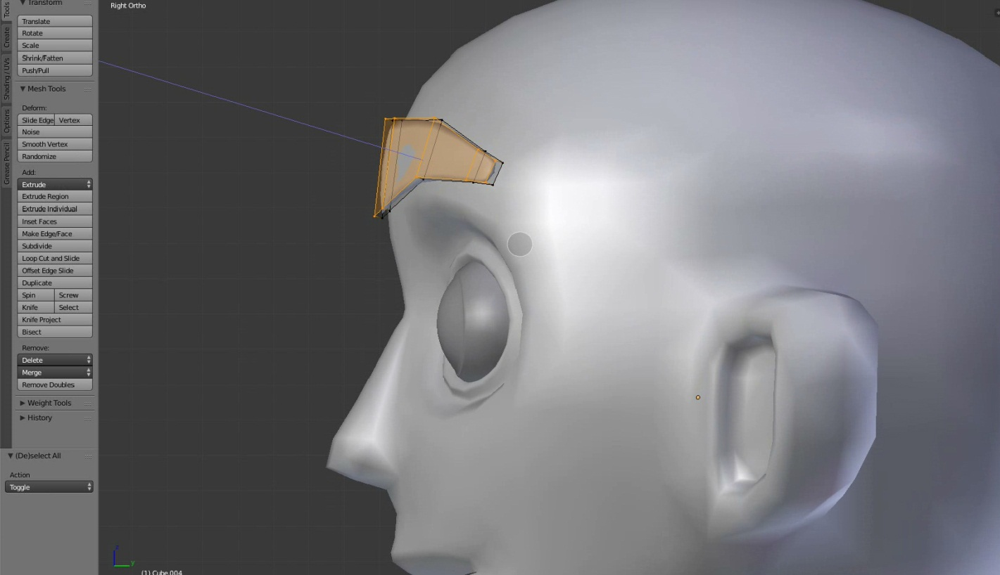 Tools
Create
Shading / UVs
Options
Grease Pencil
Transform
Translate
Rotate
Scale
Shrink/Fatten
Push/Pull
Mesh Tools
Deform:
Slide Edge Vertex
Noise
Smooth Vertex
Randomize
Add:
Extrude
Extrude Region
Extrude Individual
Inset Faces
Make Edge/Face
Subdivide
Loop Cut and Slide
Offset Edge Slide
Duplicate
Spin Screw
Knife Select
Knife Project
Bisect
Remove:
Delete
Merge
Remove Doubles
Weight Tools
History
(De)select All
Action
Toggle
Right Ortho
z
y
(1) Cube.004